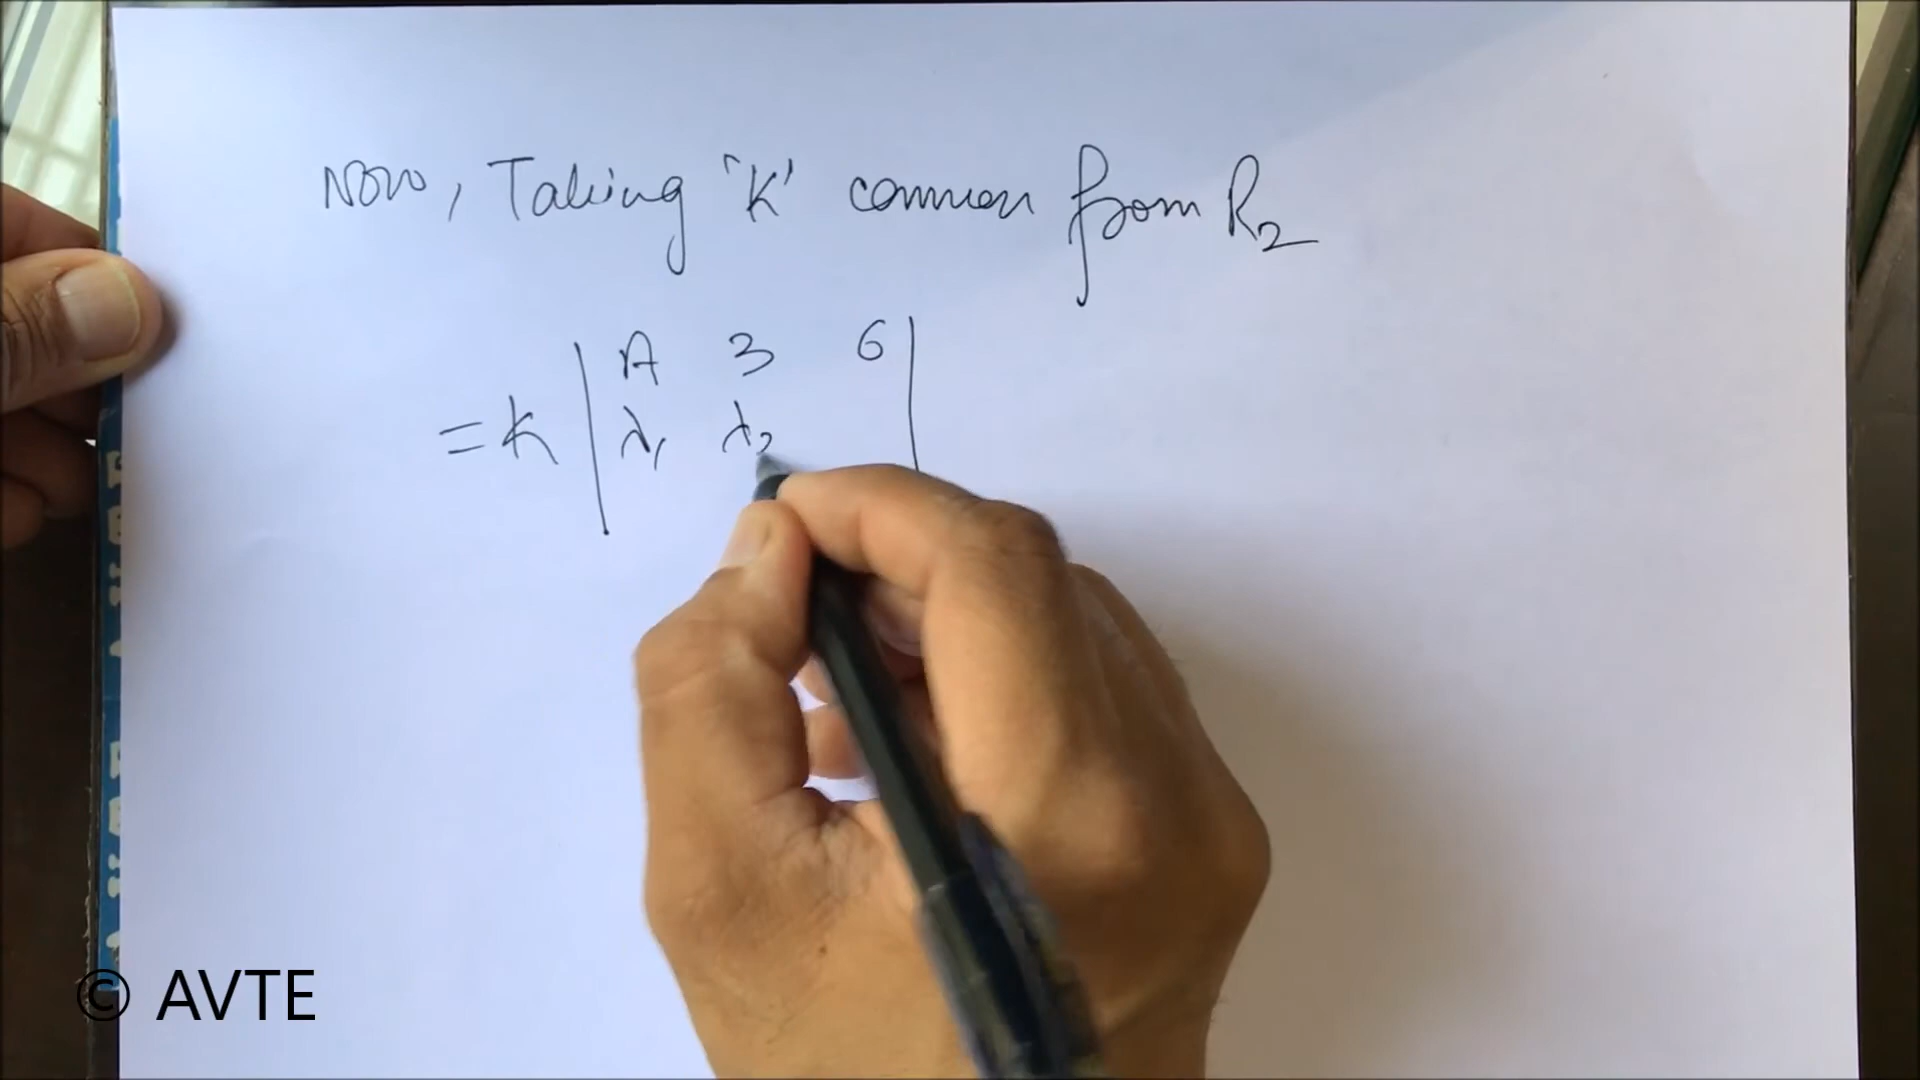 Now, Taking 'K' common from R2
A 3 6
= K λ1 λ2
© AVTE